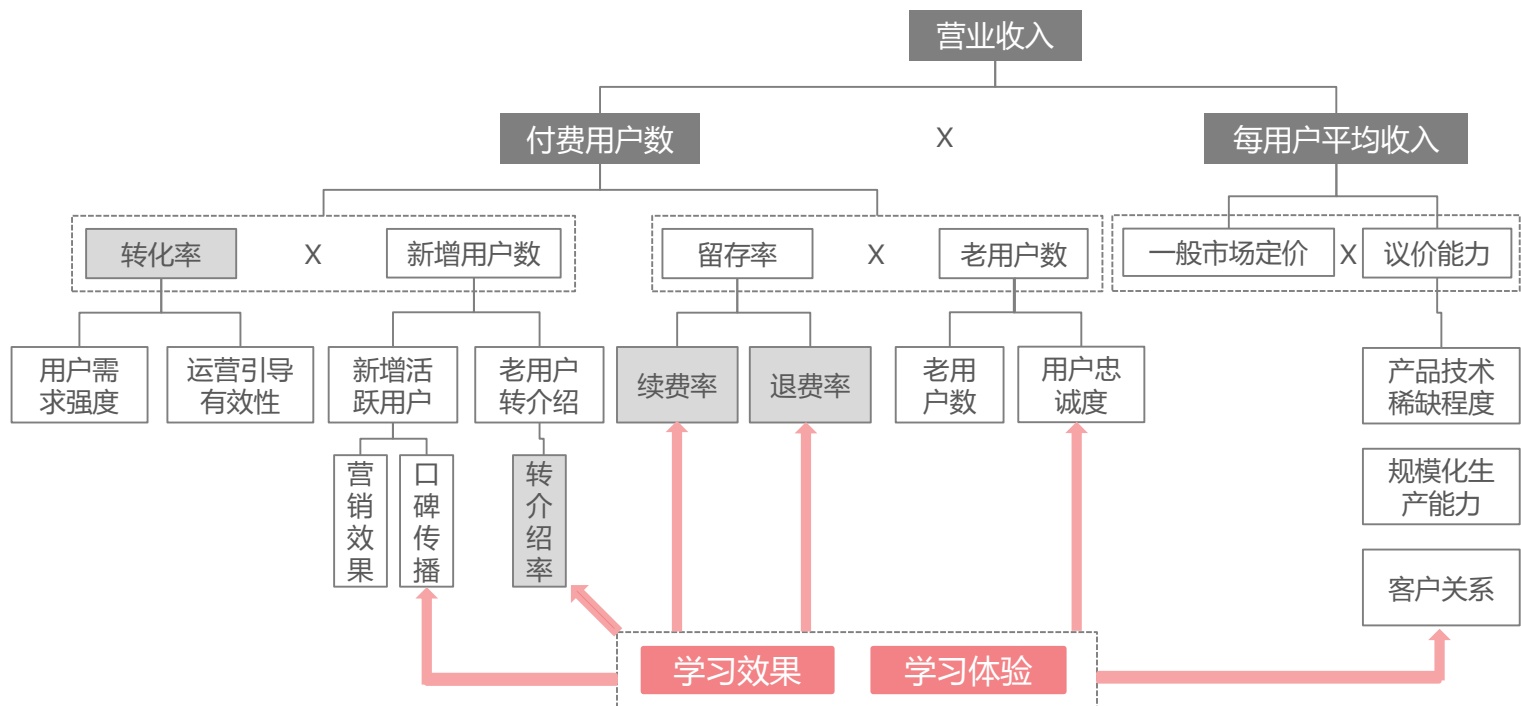 营业收入
付费用户数
X
每用户平均收入
转化率
X
新增用户数
留存率
X
老用户数
一般市场定价
X
议价能力
用户需
求强度
运营引导
有效性
新增活
跃用户
老用户
转介绍
续费率
退费率
老用
户数
用户忠
诚度
产品技术
稀缺程度
营销效果
口碑传播
转介绍率
规模化生
产能力
客户关系
学习效果
学习体验